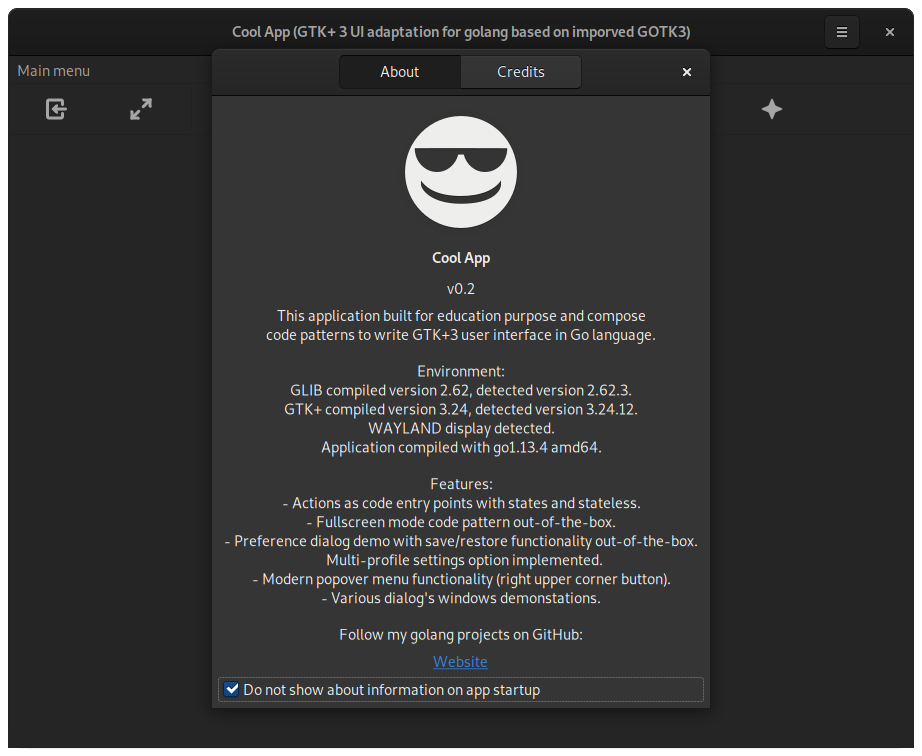 Cool App (GTK+ 3 UI adaptation for golang based on imporved GOTK3)
Main menu
About
Credits
Cool App
v0.2
This application built for education purpose and compose
code patterns to write GTK+3 user interface in Go language.
Environment:
GLIB compiled version 2.62, detected version 2.62.3.
GTK+ compiled version 3.24, detected version 3.24.12.
WAYLAND display detected.
Application compiled with go1.13.4 amd64.
Features:
- Actions as code entry points with states and stateless.
- Fullscreen mode code pattern out-of-the-box.
- Preference dialog demo with save/restore functionality out-of-the-box.
Multi-profile settings option implemented.
- Modern popover menu functionality (right upper corner button).
- Various dialog's windows demonstations.
Follow my golang projects on GitHub:
Website
Do not show about information on app startup